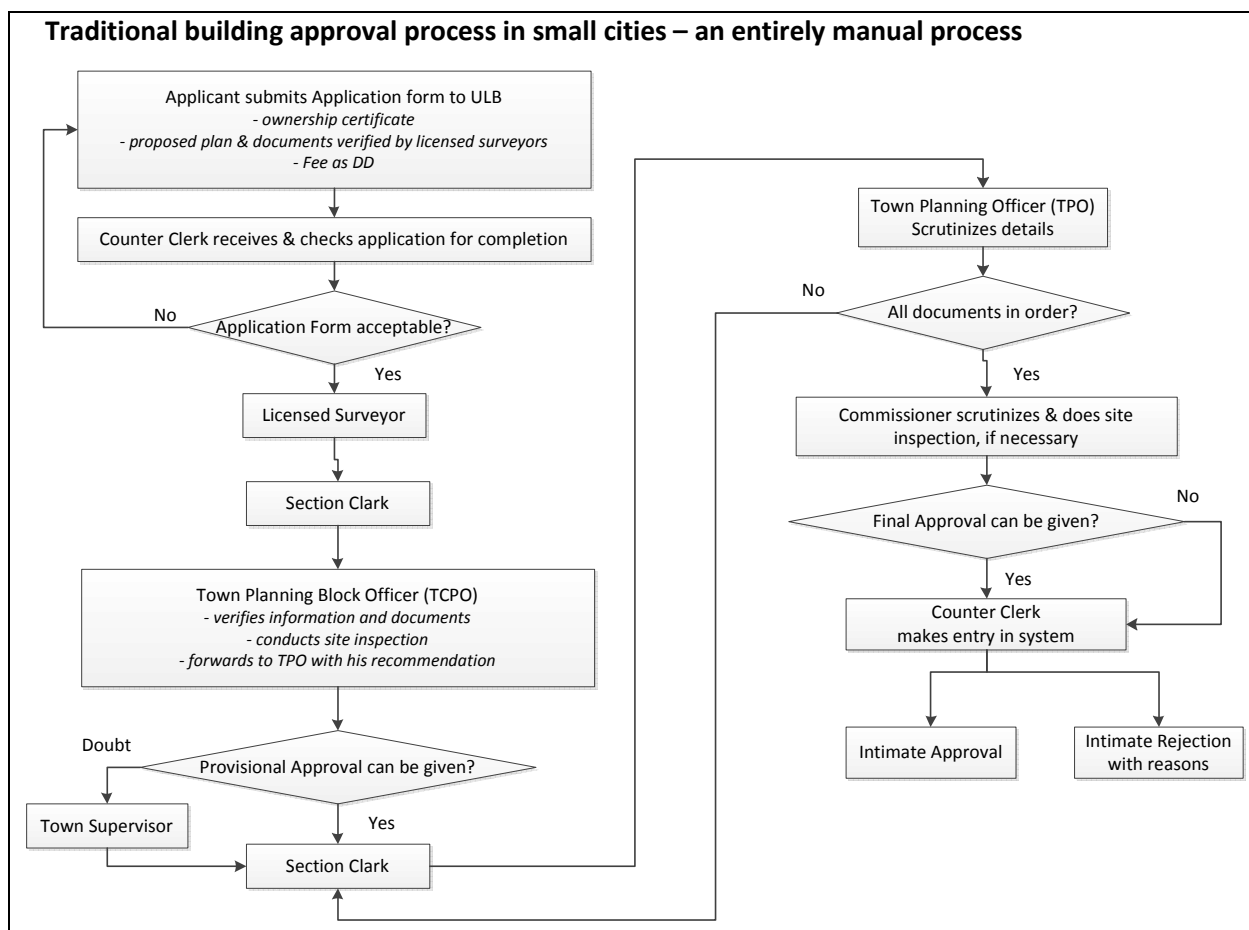 Traditional building approval process in small cities – an entirely manual process
Applicant submits Application form to ULB
- ownership certificate
- proposed plan & documents verified by licensed surveyors
- Fee as DD
Counter Clerk receives & checks application for completion
No
Application Form acceptable?
Yes
Licensed Surveyor
Section Clark
Town Planning Block Officer (TCPO)
- verifies information and documents
- conducts site inspection
- forwards to TPO with his recommendation
Doubt
Provisional Approval can be given?
Town Supervisor
Yes
Section Clark
Town Planning Officer (TPO)
Scrutinizes details
No
All documents in order?
Yes
Commissioner scrutinizes & does site
inspection, if necessary
No
Final Approval can be given?
Yes
Counter Clerk
makes entry in system
Intimate Approval
Intimate Rejection
with reasons